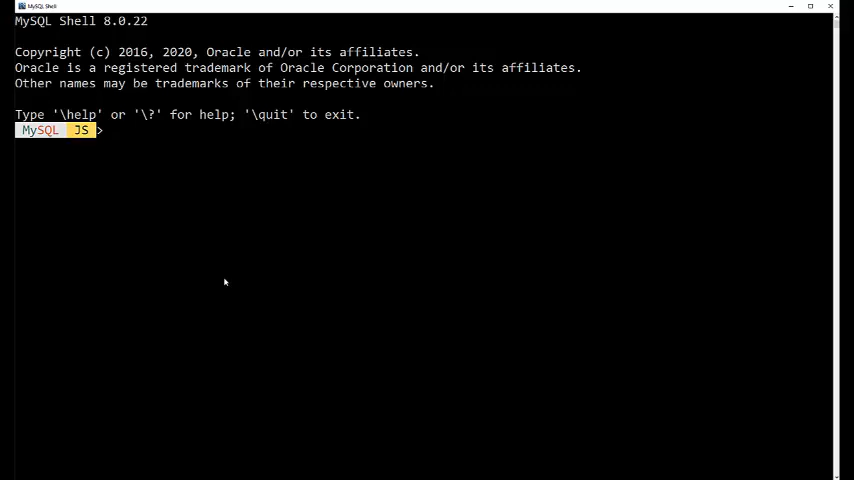 MySQL Shell
MySQL Shell 8.0.22
Copyright (c) 2016, 2020, Oracle and/or its affiliates.
Oracle is a registered trademark of Oracle Corporation and/or its affiliates.
Other names may be trademarks of their respective owners.
Type '\help' or '\?' for help; '\quit' to exit.
MySQL JS >